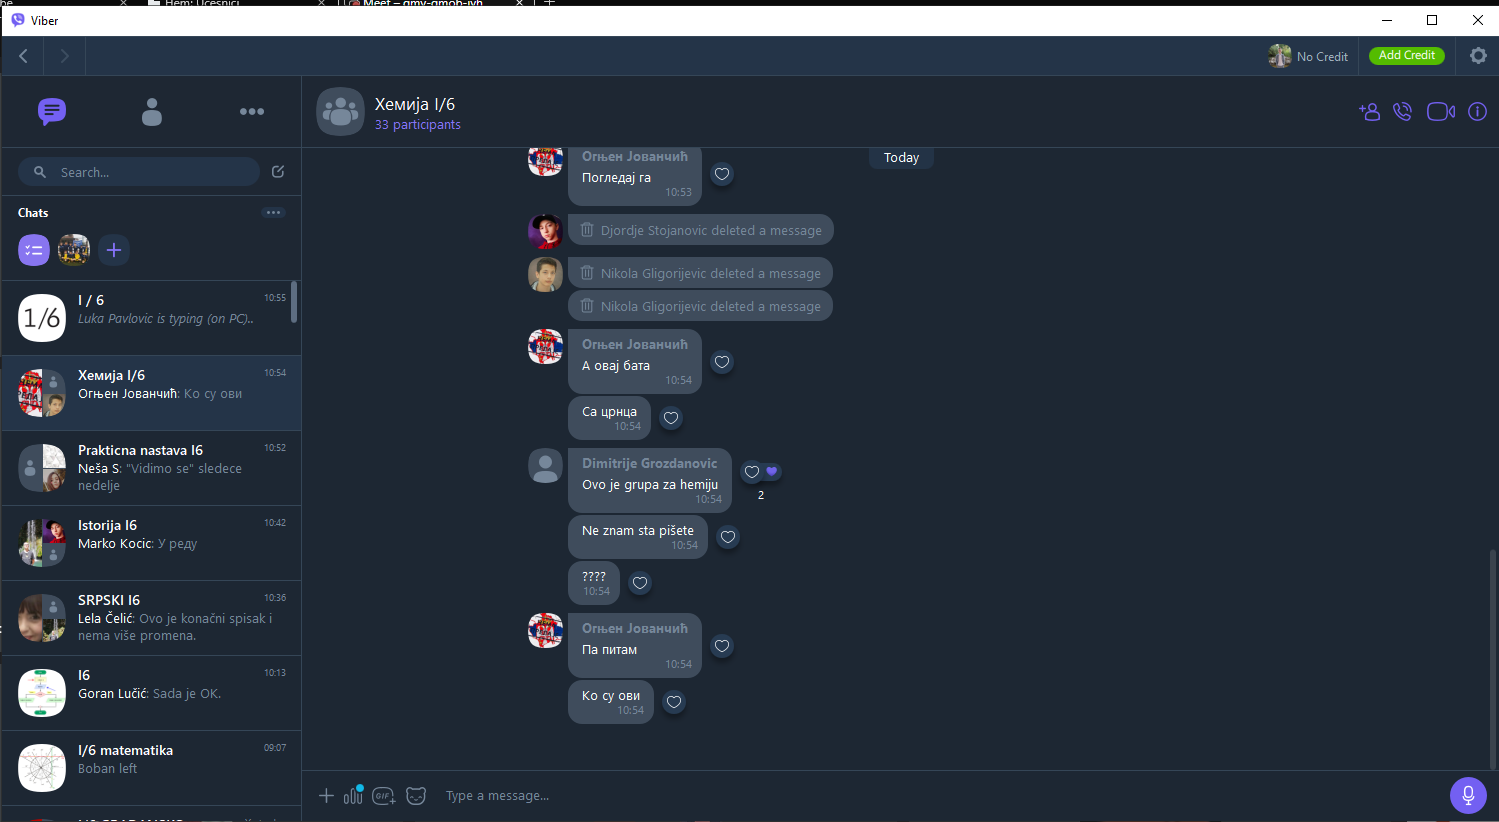 Hem: Učesnici
Meet – qmv-qmob-jvh
Viber
No Credit
Add Credit
Хемија I/6
33 participants
Search...
Chats
I / 6
10:55
Luka Pavlovic is typing (on PC)..
1/6
Хемија I/6
10:54
Огњен Јованчић: Ко су ови
Prakticna nastava I6
10:52
Neša S: "Vidimo se" sledece
nedelje
Istorija I6
10:42
Marko Kocic: У реду
SRPSKI I6
10:36
Lela Čelić: Ovo je konačni spisak i
nema više promena.
I6
10:13
Goran Lučić: Sada je OK.
I/6 matematika
09:07
Boban left
Today
Огњен Јованчић
Погледај га
10:53
Djordje Stojanovic deleted a message
Nikola Gligorijevic deleted a message
Nikola Gligorijevic deleted a message
Огњен Јованчић
А овај бата
10:54
Са црнца
10:54
Dimitrije Grozdanovic
Ovo je grupa za hemiju
10:54
2
Ne znam sta pišete
10:54
????
10:54
Огњен Јованчић
Па питам
10:54
Ко су ови
10:54
GIF
Type a message...